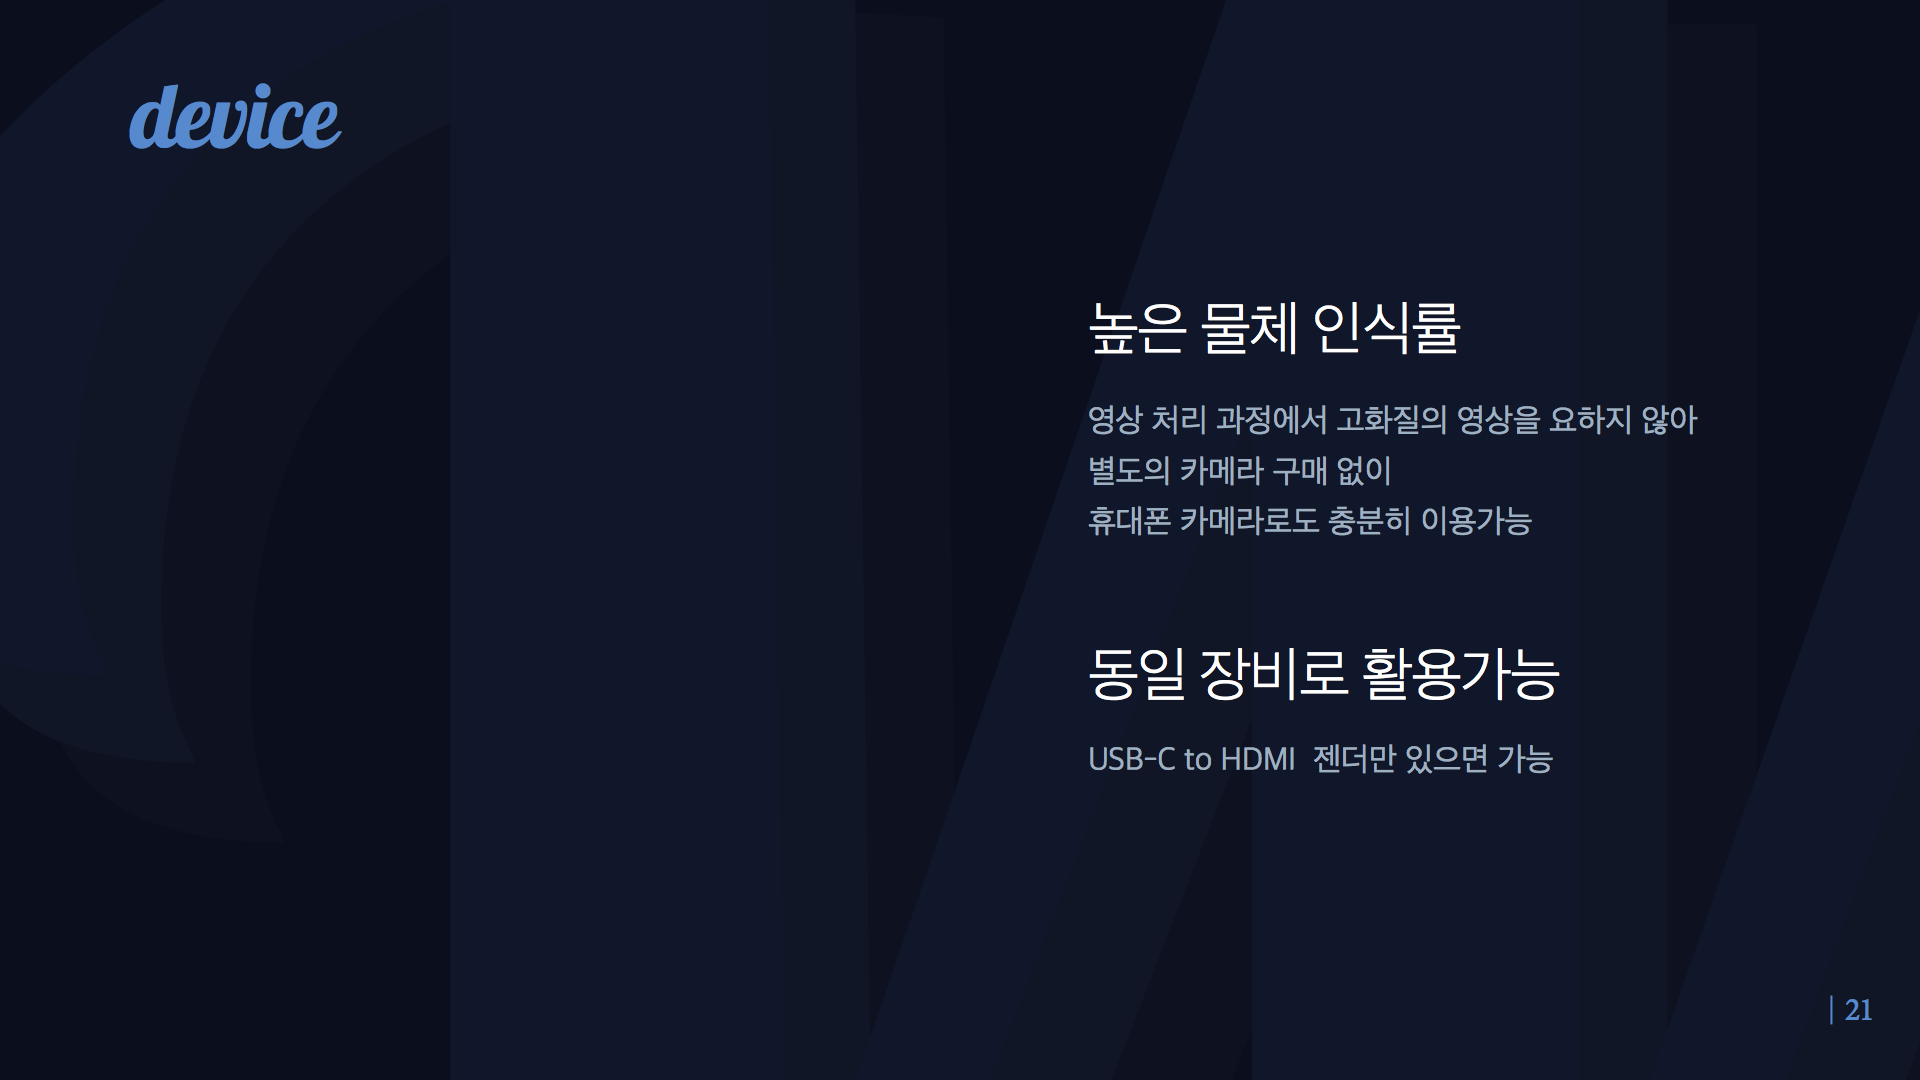 device
높은 물체 인식률
영상 처리 과정에서 고화질의 영상을 요하지 않아
별도의 카메라 구매 없이
휴대폰 카메라로도 충분히 이용가능
동일 장비로 활용가능
USB-C to HDMI 젠더만 있으면 가능
| 21